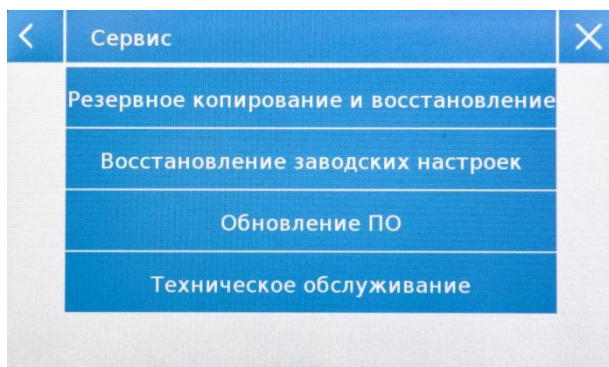 Сервис
Резервное копирование и восстановление
Восстановление заводских настроек
Обновление ПО
Техническое обслуживание